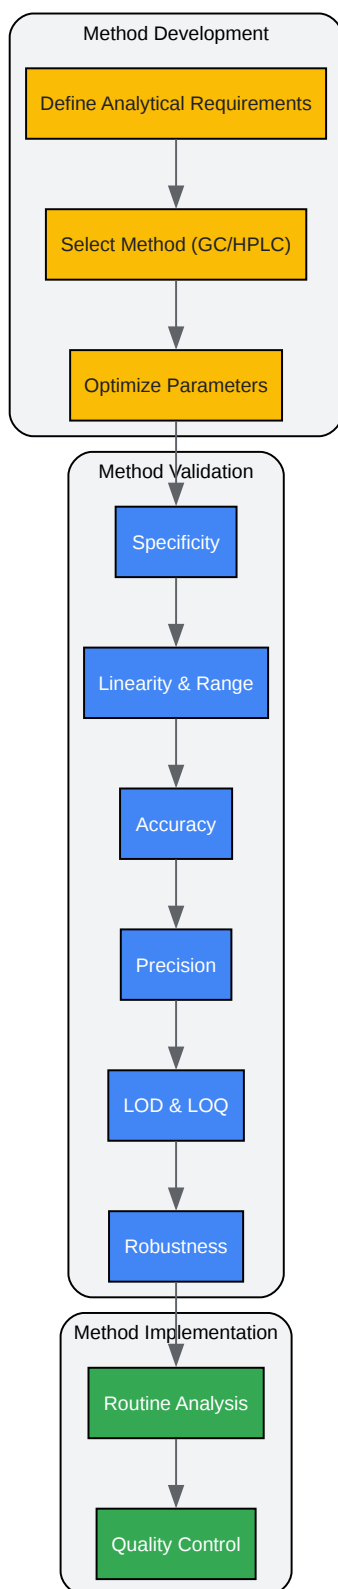 Method Development
Define Analytical Requirements
Select Method (GC/HPLC)
Optimize Parameters
Method Validation
Specificity
Linearity & Range
Accuracy
Precision
LOD & LOQ
Robustness
Method Implementation
Routine Analysis
Quality Control